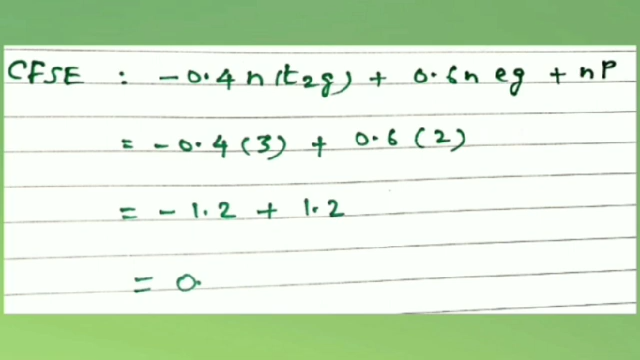 CFSE : -0.4 n(t2g) + 0.6n eg + nP
= -0.4(3) + 0.6 (2)
= -1.2 + 1.2
= 0.